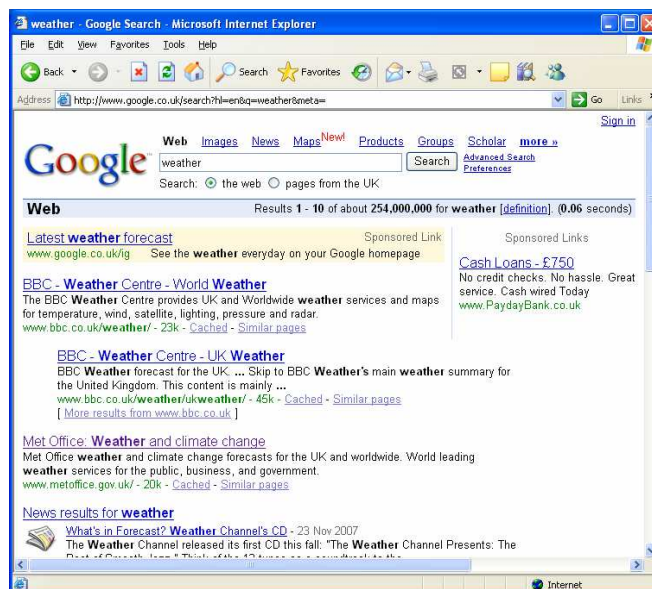 weather - Google Search - Microsoft Internet Explorer
File Edit View Favorites Tools Help
Back Search Favorites
Address http://www.google.co.uk/search?hl=en&q=weather&meta= Go Links
Sign in
Google™
Web Images News Maps New! Products Groups Scholar more »
weather Search Advanced Search
Preferences
Search: the web pages from the UK
Web Results 1 - 10 of about 254,000,000 for weather [definition]. (0.06 seconds)
Latest weather forecast Sponsored Link
www.google.co.uk/ig See the weather everyday on your Google homepage
BBC - Weather Centre - World Weather
The BBC Weather Centre provides UK and Worldwide weather services and maps
for temperature, wind, satellite, lighting, pressure and radar.
www.bbc.co.uk/weather/ - 23k - Cached - Similar pages
BBC - Weather Centre - UK Weather
BBC Weather forecast for the UK. ... Skip to BBC Weather's main weather summary for
the United Kingdom. This content is mainly ...
www.bbc.co.uk/weather/ukweather/ - 45k - Cached - Similar pages
[ More results from www.bbc.co.uk ]
Met Office: Weather and climate change
Met Office weather and climate change forecasts for the UK and worldwide. World leading
weather services for the public, business, and government.
www.metoffice.gov.uk/ - 20k - Cached - Similar pages
News results for weather
What's in Forecast? Weather Channel's CD - 23 Nov 2007
The Weather Channel released its first CD this fall: "The Weather Channel Presents: The
Sponsored Links
Cash Loans - £750
No credit checks. No hassle. Great
service. Cash wired Today
www.PaydayBank.co.uk
Internet